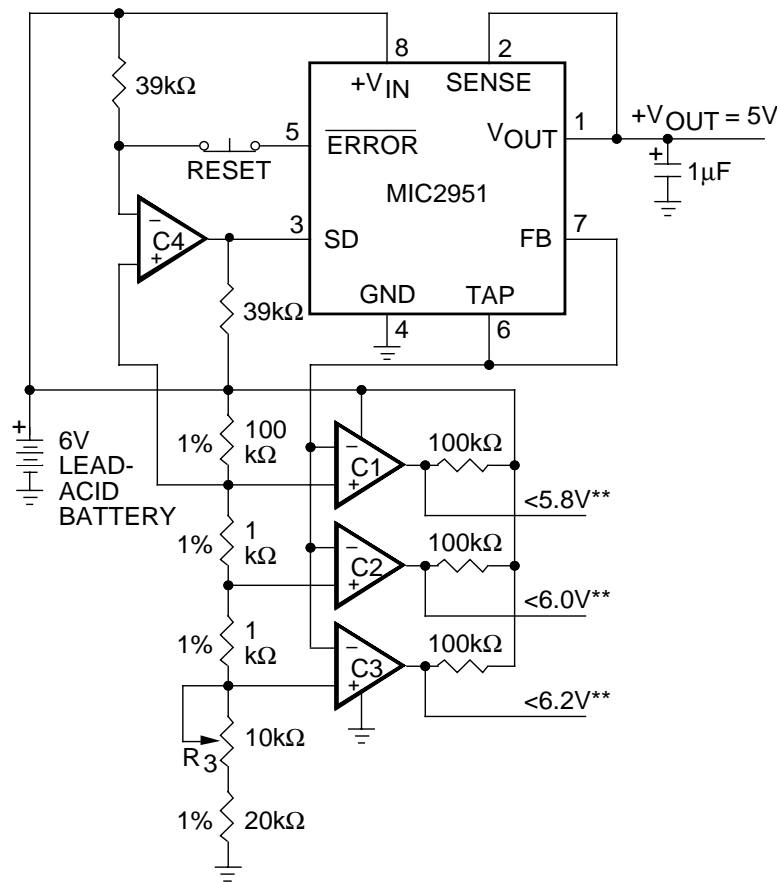 8
2
+VIN
SENSE
39kΩ
5
ERROR
RESET
VOUT
1
+VOUT = 5V
+
1µF
MIC2951
7
−
C4
+
3
SD
FB
GND
TAP
39kΩ
4
6
+
6V
LEAD-
ACID
BATTERY
1%
100
kΩ
−
C1
+
100kΩ
<5.8V**
1%
1
kΩ
−
C2
+
100kΩ
<6.0V**
1%
1
kΩ
−
C3
+
100kΩ
<6.2V**
R3
10kΩ
1%
20kΩ